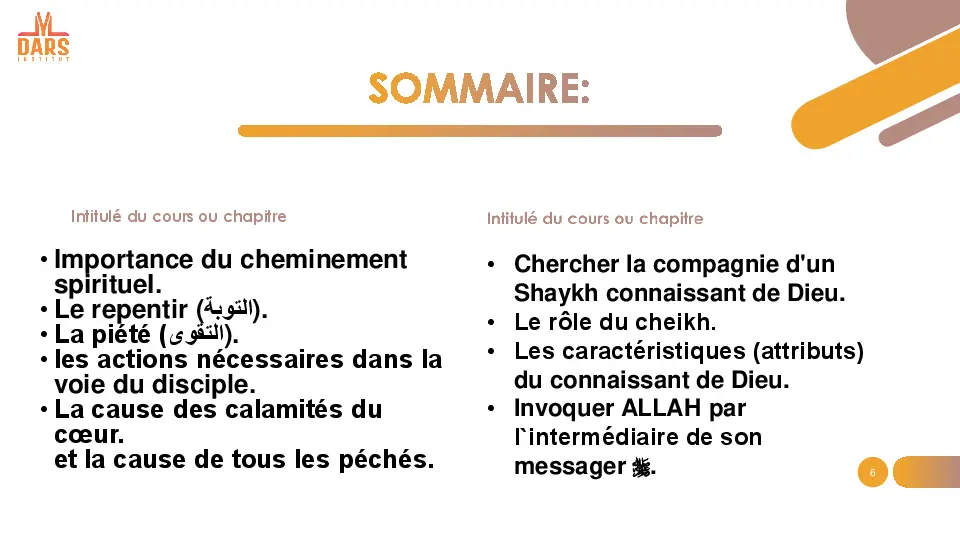 DARS
INSTITUT
SOMMAIRE:
Intitulé du cours ou chapitre
• Importance du cheminement
spirituel.
• Le repentir (التوبة).
• La piété (التقوى).
• les actions nécessaires dans la
voie du disciple.
• La cause des calamités du
cœur.
et la cause de tous les péchés.
Intitulé du cours ou chapitre
• Chercher la compagnie d'un
Shaykh connaissant de Dieu.
• Le rôle du cheikh.
• Les caractéristiques (attributs)
du connaissant de Dieu.
• Invoquer ALLAH par
l`intermédiaire de son
messager ﷺ.
6